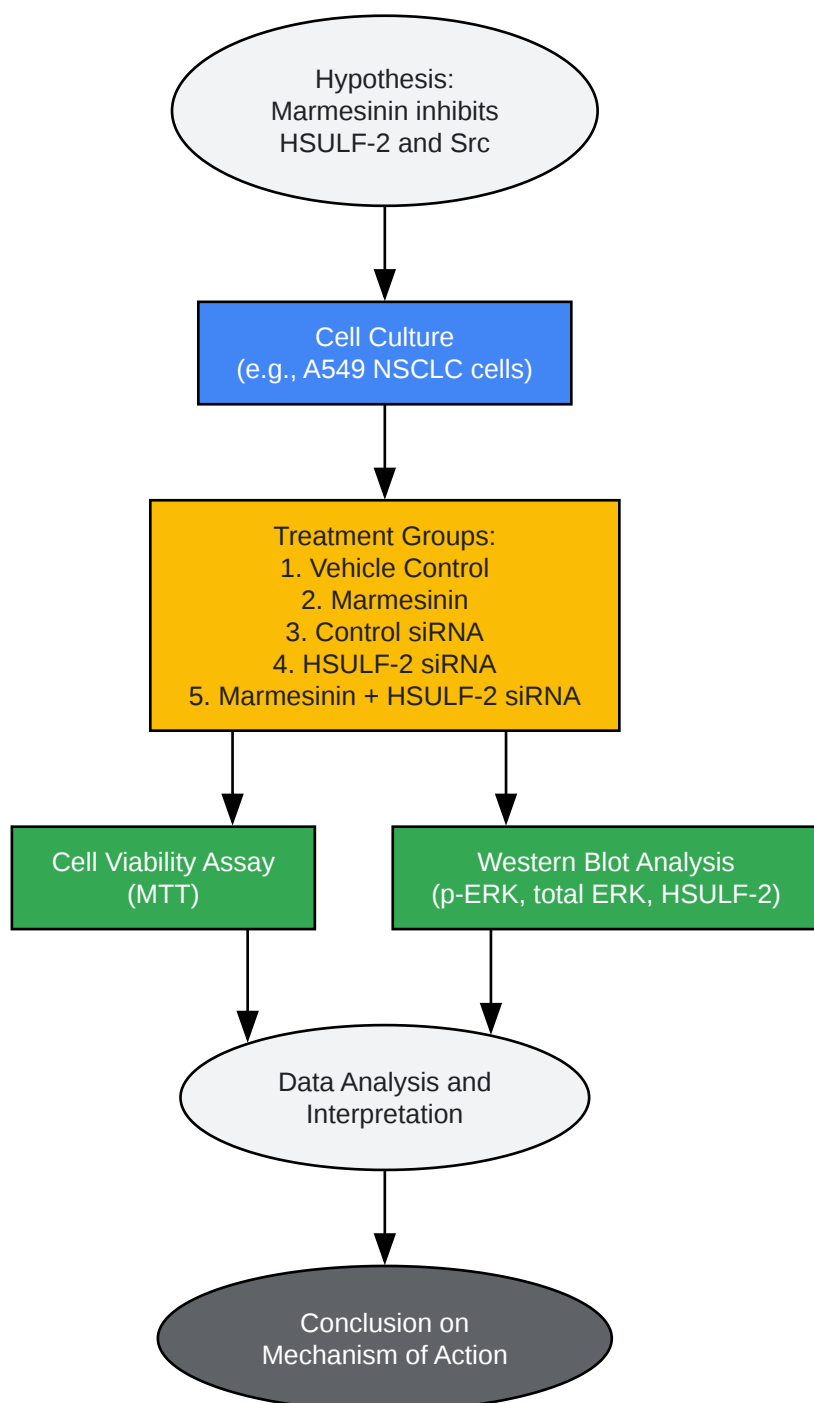 Hypothesis:
Marmesinin inhibits
HSULF-2 and Src
Cell Culture
(e.g., A549 NSCLC cells)
Treatment Groups:
1. Vehicle Control
2. Marmesinin
3. Control siRNA
4. HSULF-2 siRNA
5. Marmesinin + HSULF-2 siRNA
Cell Viability Assay
(MTT)
Western Blot Analysis
(p-ERK, total ERK, HSULF-2)
Data Analysis and
Interpretation
Conclusion on
Mechanism of Action